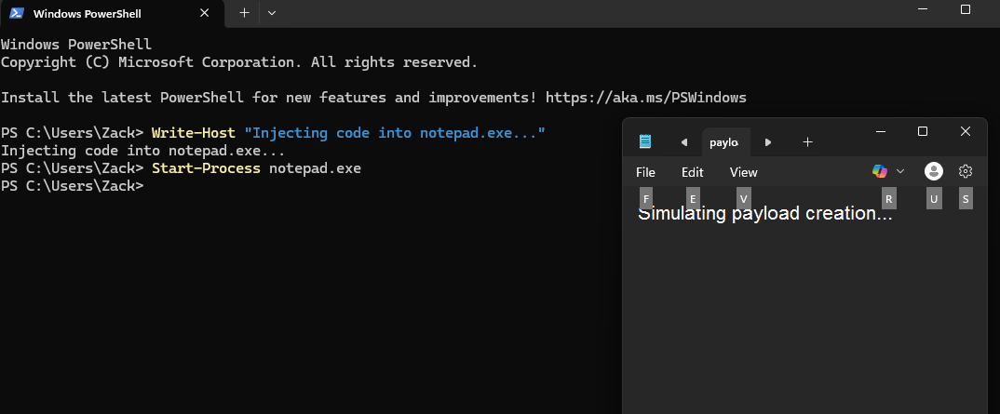 Windows PowerShell
Windows PowerShell
Copyright (C) Microsoft Corporation. All rights reserved.
Install the latest PowerShell for new features and improvements! https://aka.ms/PSWindows
PS C:\Users\Zack> Write-Host "Injecting code into notepad.exe..."
Injecting code into notepad.exe...
PS C:\Users\Zack> Start-Process notepad.exe
PS C:\Users\Zack>
paylo
File Edit View
F E V R U S
Simulating payload creation...